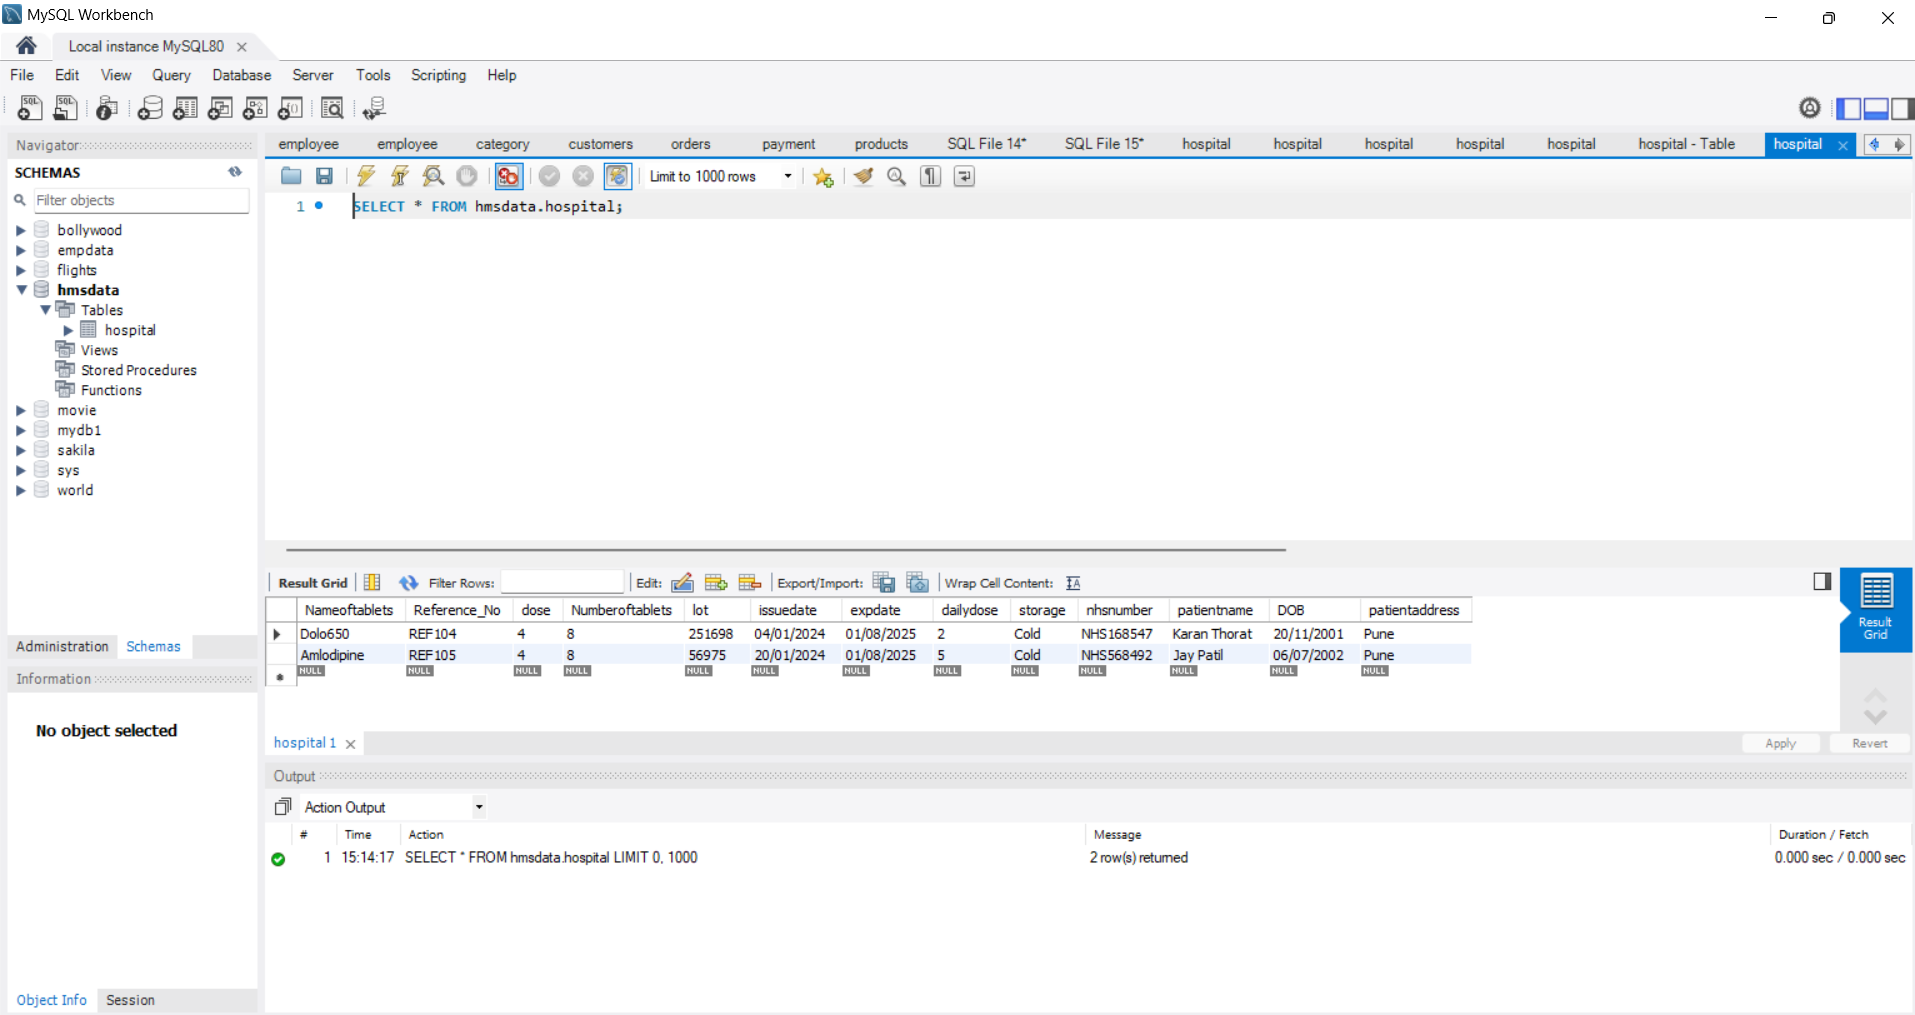 MySQL Workbench
Local instance MySQL80
File Edit View Query Database Server Tools Scripting Help
Navigator
SCHEMAS
Filter objects
bollywood
empdata
flights
hmsdata
Tables
hospital
Views
Stored Procedures
Functions
movie
mydb1
sakila
sys
world
Administration Schemas
Information
No object selected
Object Info Session
employee employee category customers orders payment products SQL File 14* SQL File 15* hospital hospital hospital hospital hospital hospital - Table hospital
Limit to 1000 rows
1 SELECT * FROM hmsdata.hospital;
Result Grid Filter Rows: Edit: Export/Import: Wrap Cell Content:
Nameoftablets Reference_No dose Numberoftablets lot issuedate expdate dailydose storage nhsnumber patientname DOB patientaddress
Dolo650 REF104 4 8 251698 04/01/2024 01/08/2025 2 Cold NHS168547 Karan Thorat 20/11/2001 Pune
Amlodipine REF105 4 8 56975 20/01/2024 01/08/2025 5 Cold NHS568492 Jay Patil 06/07/2002 Pune
NULL NULL NULL NULL NULL NULL NULL NULL NULL NULL NULL NULL NULL
Result
Grid
hospital 1
Apply Revert
Output
Action Output
# Time Action Message Duration / Fetch
1 15:14:17 SELECT * FROM hmsdata.hospital LIMIT 0, 1000 2 row(s) returned 0.000 sec / 0.000 sec